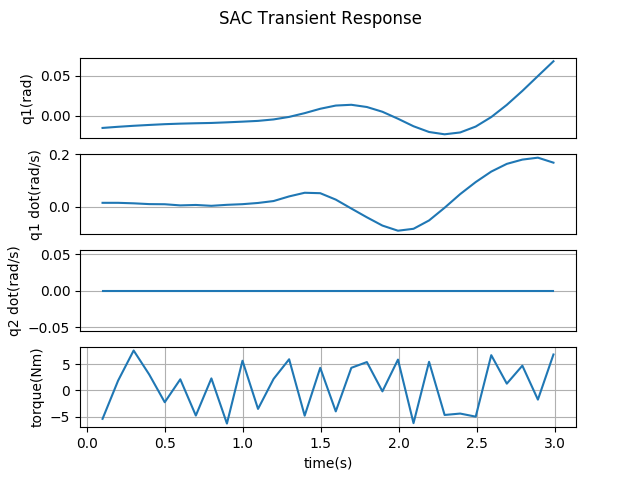 SAC Transient Response
q1(rad)
0.05
0.00
q1 dot(rad/s)
0.2
0.0
q2 dot(rad/s)
0.05
0.00
−0.05
torque(Nm)
5
0
−5
0.0 0.5 1.0 1.5 2.0 2.5 3.0
time(s)